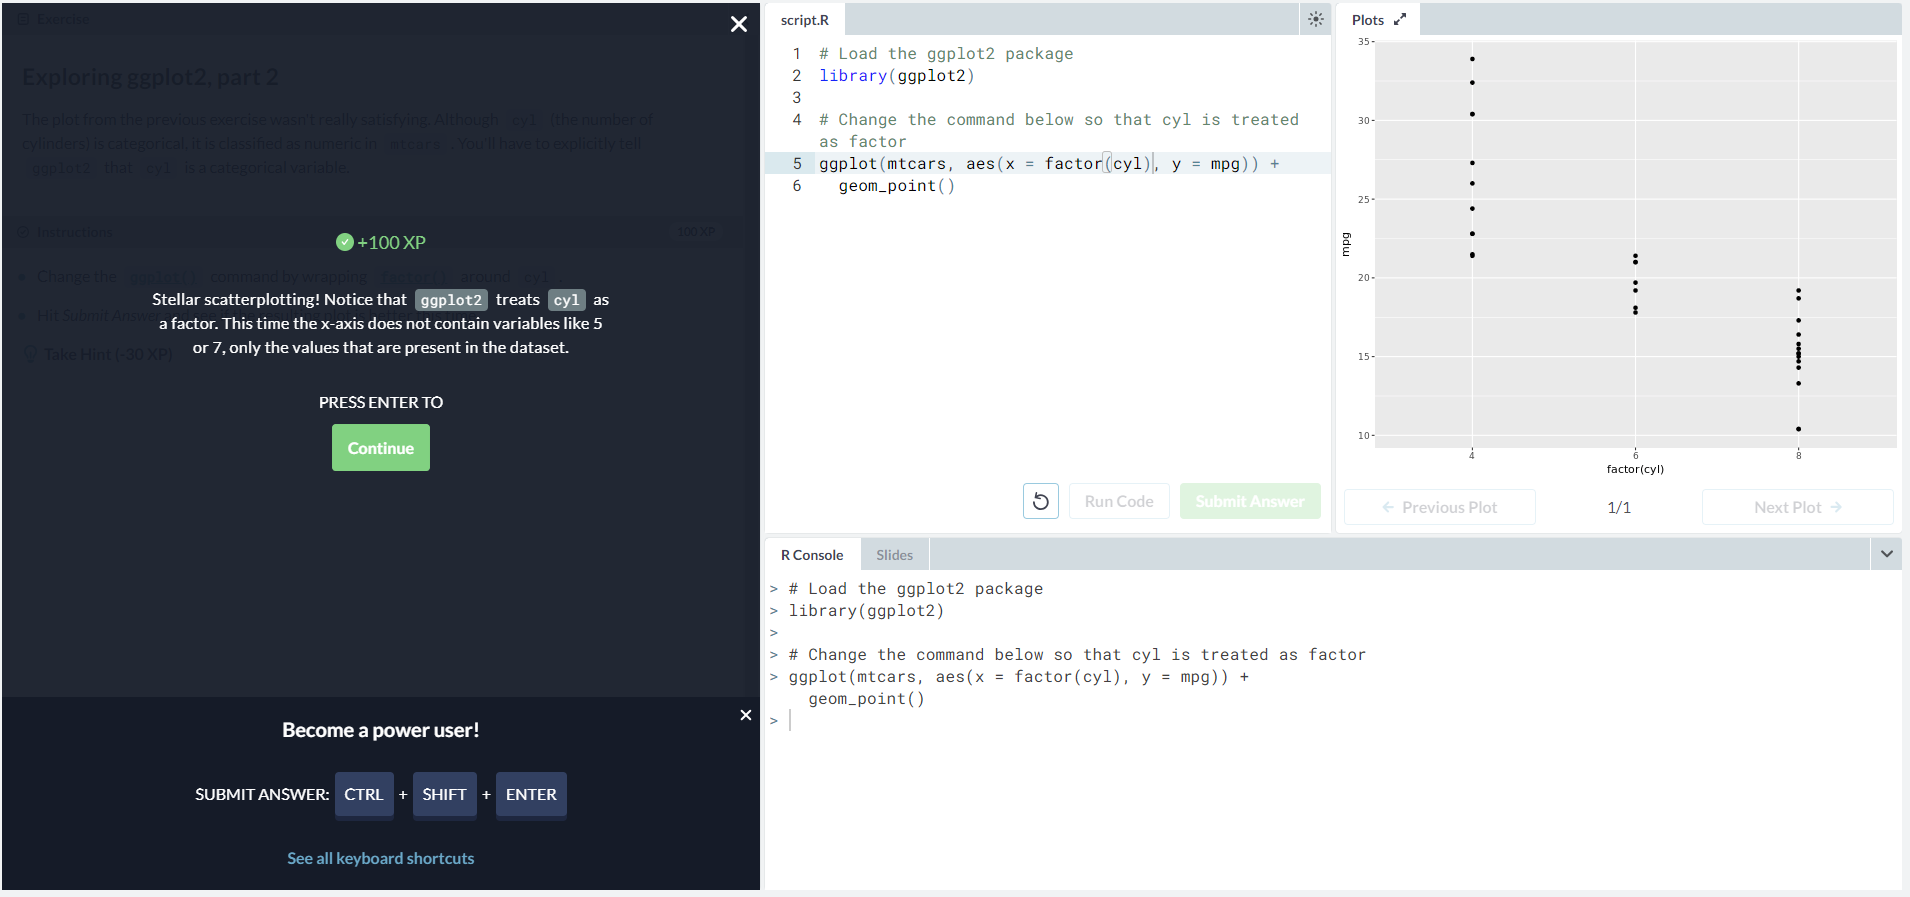 Exercise
Exploring ggplot2, part 2
The plot from the previous exercise wasn't really satisfying. Although cyl (the number of
cylinders) is categorical, it is classified as numeric in mtcars . You'll have to explicitly tell
ggplot2 that cyl is a categorical variable.
Instructions
100 XP
Change the ggplot() command by wrapping factor() around cyl .
Hit Submit Answer
Take Hint (-30 XP)
+100 XP
Stellar scatterplotting! Notice that ggplot2 treats cyl as
a factor. This time the x-axis does not contain variables like 5
or 7, only the values that are present in the dataset.
PRESS ENTER TO
Continue
Become a power user!
SUBMIT ANSWER: CTRL + SHIFT + ENTER
See all keyboard shortcuts
script.R
1 # Load the ggplot2 package
2 library(ggplot2)
3
4 # Change the command below so that cyl is treated
as factor
5 ggplot(mtcars, aes(x = factor(cyl), y = mpg)) +
6 geom_point()
Run Code
Submit Answer
Plots
35
30
25
20
15
10
mpg
4 6 8
factor(cyl)
Previous Plot
1/1
Next Plot
R Console
Slides
> # Load the ggplot2 package
> library(ggplot2)
>
> # Change the command below so that cyl is treated as factor
> ggplot(mtcars, aes(x = factor(cyl), y = mpg)) +
geom_point()
>